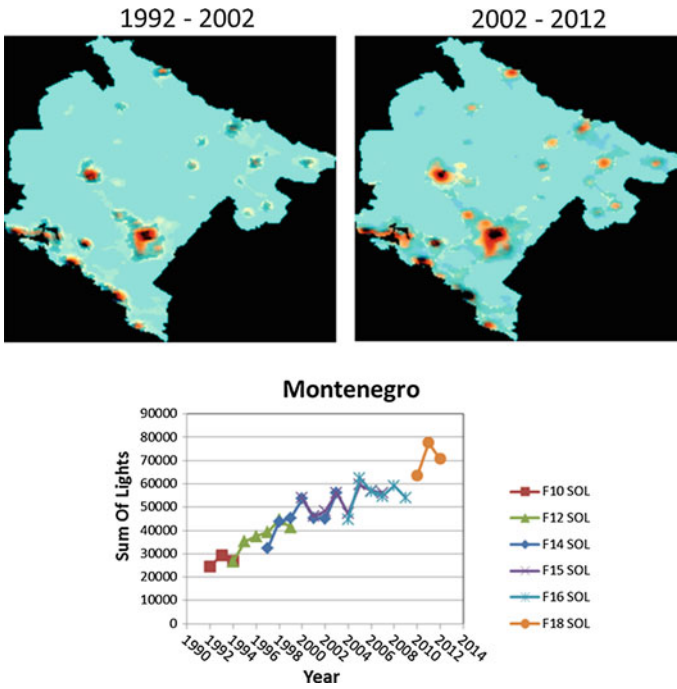 1992 - 2002
2002 - 2012
Montenegro
Sum Of Lights
90000
80000
70000
60000
50000
40000
30000
20000
10000
0
1990
1992
1994
1996
1998
2000
2002
2004
2006
2008
2010
2012
2014
Year
F10 SOL
F12 SOL
F14 SOL
F15 SOL
F16 SOL
F18 SOL